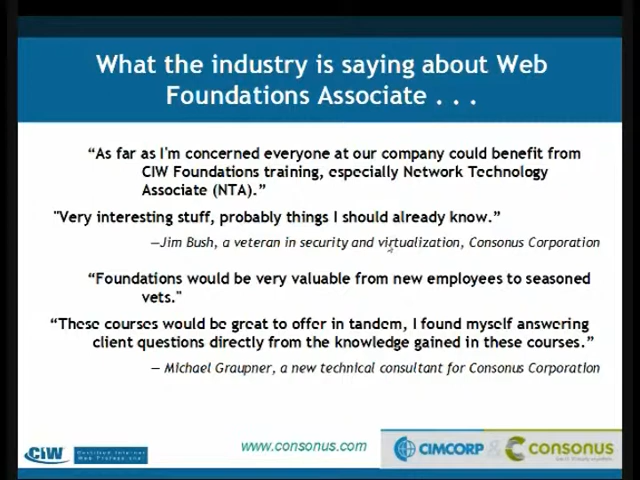 What the industry is saying about Web
Foundations Associate . . .
“As far as I'm concerned everyone at our company could benefit from
CIW Foundations training, especially Network Technology
Associate (NTA).”
"Very interesting stuff, probably things I should already know.”
—Jim Bush, a veteran in security and virtualization, Consonus Corporation
“Foundations would be very valuable from new employees to seasoned
vets."
“These courses would be great to offer in tandem, I found myself answering
client questions directly from the knowledge gained in these courses.”
— Michael Graupner, a new technical consultant for Consonus Corporation
CIW Certified Internet
Web Professional
www.consonus.com
CIMCORP & consonus